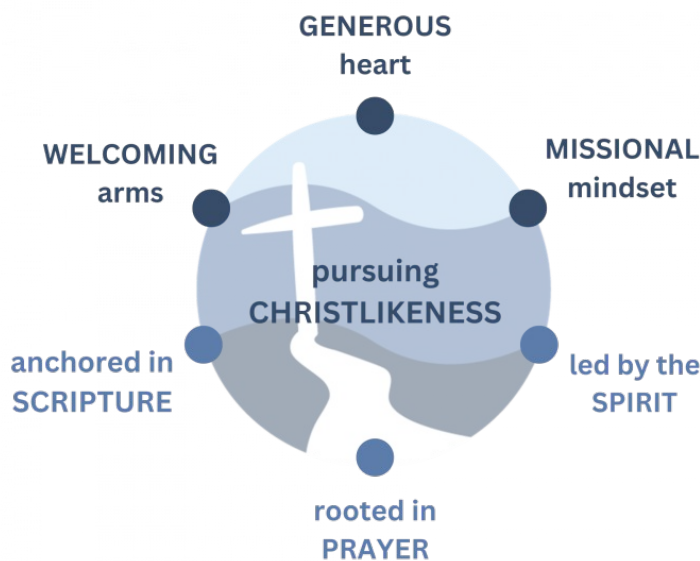 GENEROUS
heart
WELCOMING
arms
MISSIONAL
mindset
pursuing
CHRISTLIKENESS
anchored in
SCRIPTURE
led by the
SPIRIT
rooted in
PRAYER